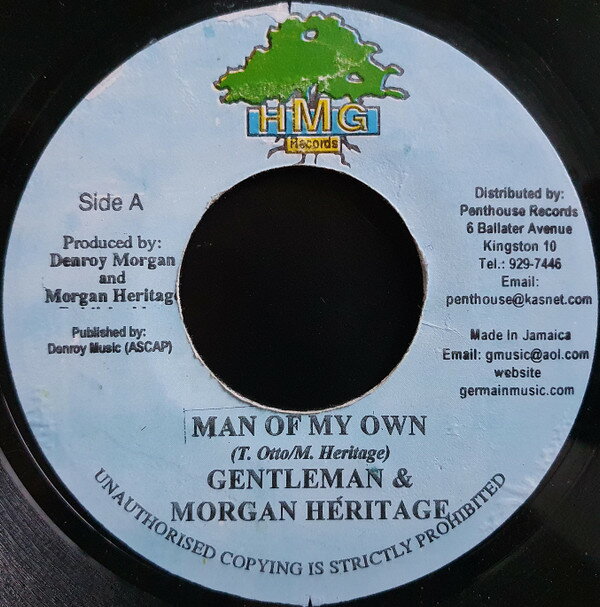 HMG
Records
Side A
Produced by:
Denroy Morgan
and
Morgan Heritage
Published by:
Denroy Music (ASCAP)
Distributed by:
Penthouse Records
6 Ballater Avenue
Kingston 10
Tel.: 929-7446
Email:
penthouse@kasnet.com
Made In Jamaica
Email: gmusic@aol.com
website
germainmusic.com
MAN OF MY OWN
(T. Otto/M. Heritage)
GENTLEMAN &
MORGAN HÉRITAGE
UNAUTHORISED COPYING IS STRICTLY PROHIBITED